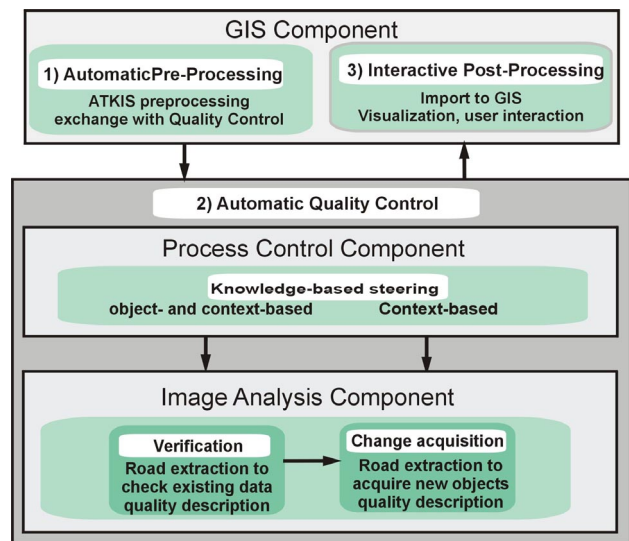 GIS Component
1) AutomaticPre-Processing
ATKIS preprocessing
exchange with Quality Control
3) Interactive Post-Processing
Import to GIS
Visualization, user interaction
2) Automatic Quality Control
Process Control Component
Knowledge-based steering
object- and context-based
Context-based
Image Analysis Component
Verification
Road extraction to
check existing data
quality description
Change acquisition
Road extraction to
acquire new objects
quality description